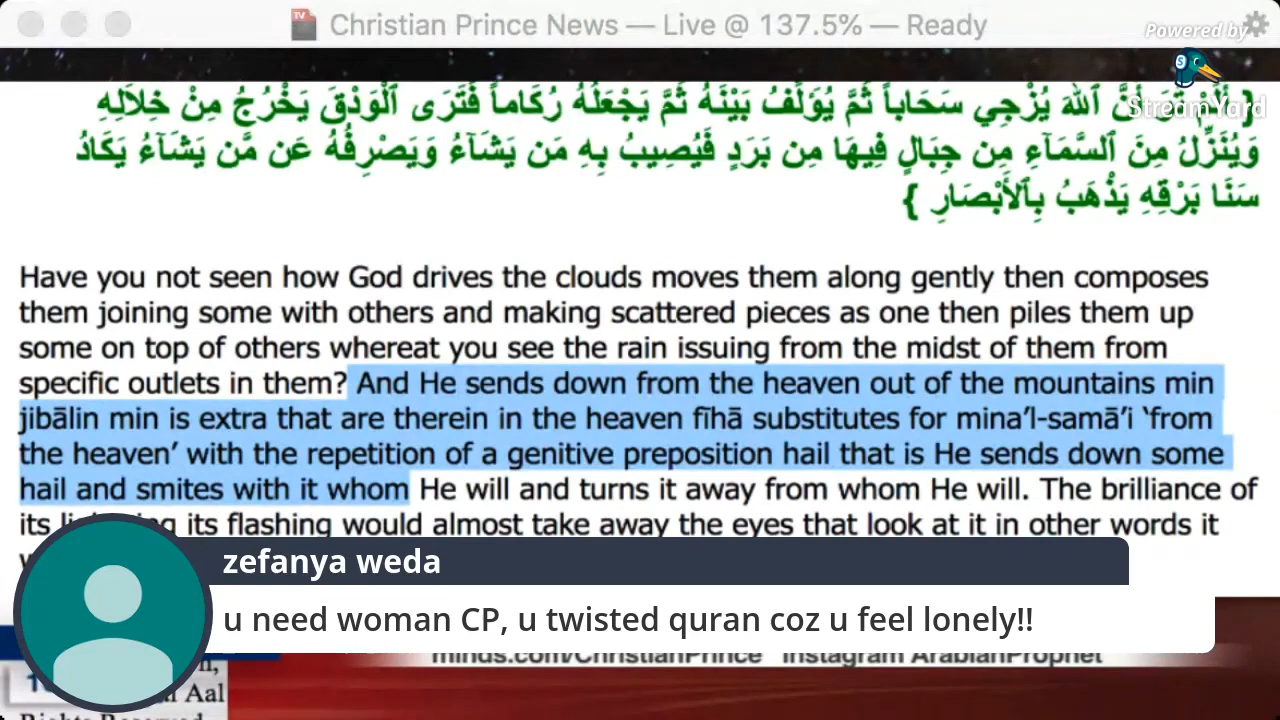 Christian Prince News — Live @ 137.5% — Ready
Powered by
StreamYard
ٱللَّهَ يُزْجِي سَحَاباً ثُمَّ يُؤَلِّفُ بَيْنَهُ ثُمَّ يَجْعَلُهُ رُكَاماً فَتَرَى ٱلْوَدْقَ يَخْرُجُ مِنْ خِلاَلِهِ
وَيُنَزِّلُ مِنَ ٱلسَّمَآءِ مِن جِبَالٍ فِيهَا مِن بَرَدٍ فَيُصِيبُ بِهِ مَن يَشَآءُ وَيَصْرِفُهُ عَن مَّن يَشَآءُ يَكَادُ
سَنَا بَرْقِهِ يَذْهَبُ بِٱلأَبْصَارِ }
Have you not seen how God drives the clouds moves them along gently then composes
them joining some with others and making scattered pieces as one then piles them up
some on top of others whereat you see the rain issuing from the midst of them from
specific outlets in them? And He sends down from the heaven out of the mountains min
jibālin min is extra that are therein in the heaven fīhā substitutes for mina’l-samā’i ‘from
the heaven’ with the repetition of a genitive preposition hail that is He sends down some
hail and smites with it whom He will and turns it away from whom He will. The brilliance of
its its flashing would almost take away the eyes that look at it in other words it
zefanya weda
u need woman CP, u twisted quran coz u feel lonely!!
minds.com/ChristianPrince Instagram ArabianProphet
Aal